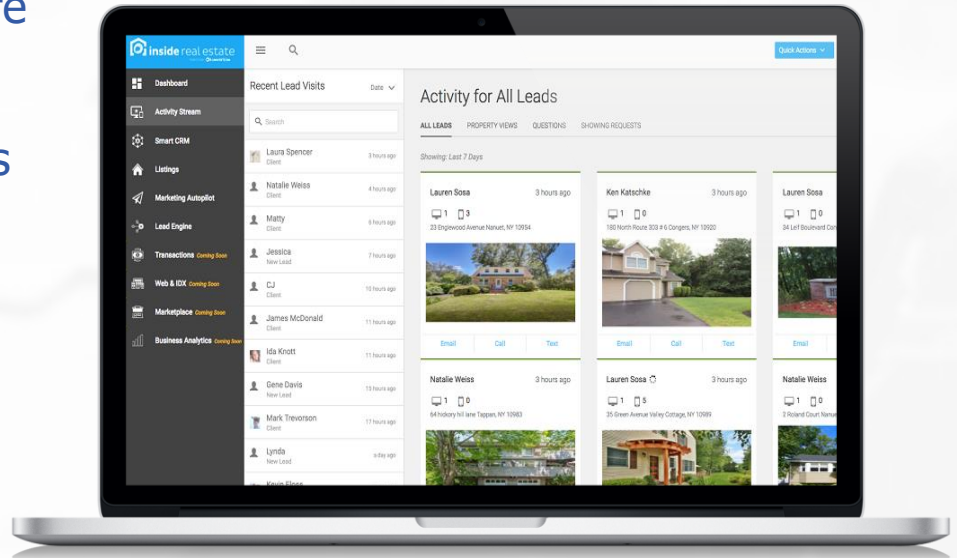 re
s
inside real estate
Quick Actions
Dashboard
Activity Stream
Smart CRM
Listings
Marketing Autopilot
Lead Engine
Transactions Coming Soon
Web & IDX Coming Soon
Marketplace Coming Soon
Business Analytics Coming Soon
Recent Lead Visits
Date
Search
Laura Spencer
3 hours ago
Client
Natalie Weiss
4 hours ago
Client
Matty
6 hours ago
Client
Jessica
7 hours ago
New Lead
CJ
10 hours ago
Client
James McDonald
11 hours ago
Client
Ida Knott
11 hours ago
Client
Gene Davis
15 hours ago
New Lead
Mark Trevorson
17 hours ago
Client
Lynda
a day ago
New Lead
Activity for All Leads
ALL LEADS PROPERTY VIEWS QUESTIONS SHOWING REQUESTS
Showing: Last 7 Days
Lauren Sosa 3 hours ago
1 3
23 Englewood Avenue Nanuet, NY 10954
Email Call Text
Ken Katschke 3 hours ago
1 0
180 North Route 303 # 6 Congers, NY 10920
Email Call Text
Lauren Sosa
1 0
Email
Natalie Weiss 3 hours ago
1 0
64 hickory hill lane Tappan, NY 10983
Lauren Sosa 3 hours ago
1 5
35 Green Avenue Valley Cottage, NY 10989
Natalie Weiss
1 0
2 Roland Court